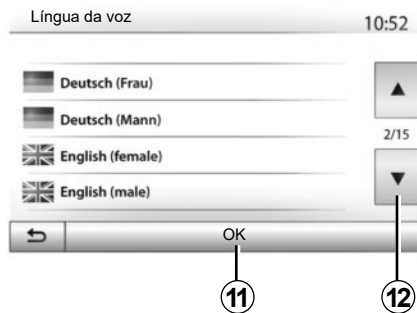 Língua da voz
10:52
Deutsch (Frau)
Deutsch (Mann)
2/15
English (female)
English (male)
OK
11
12